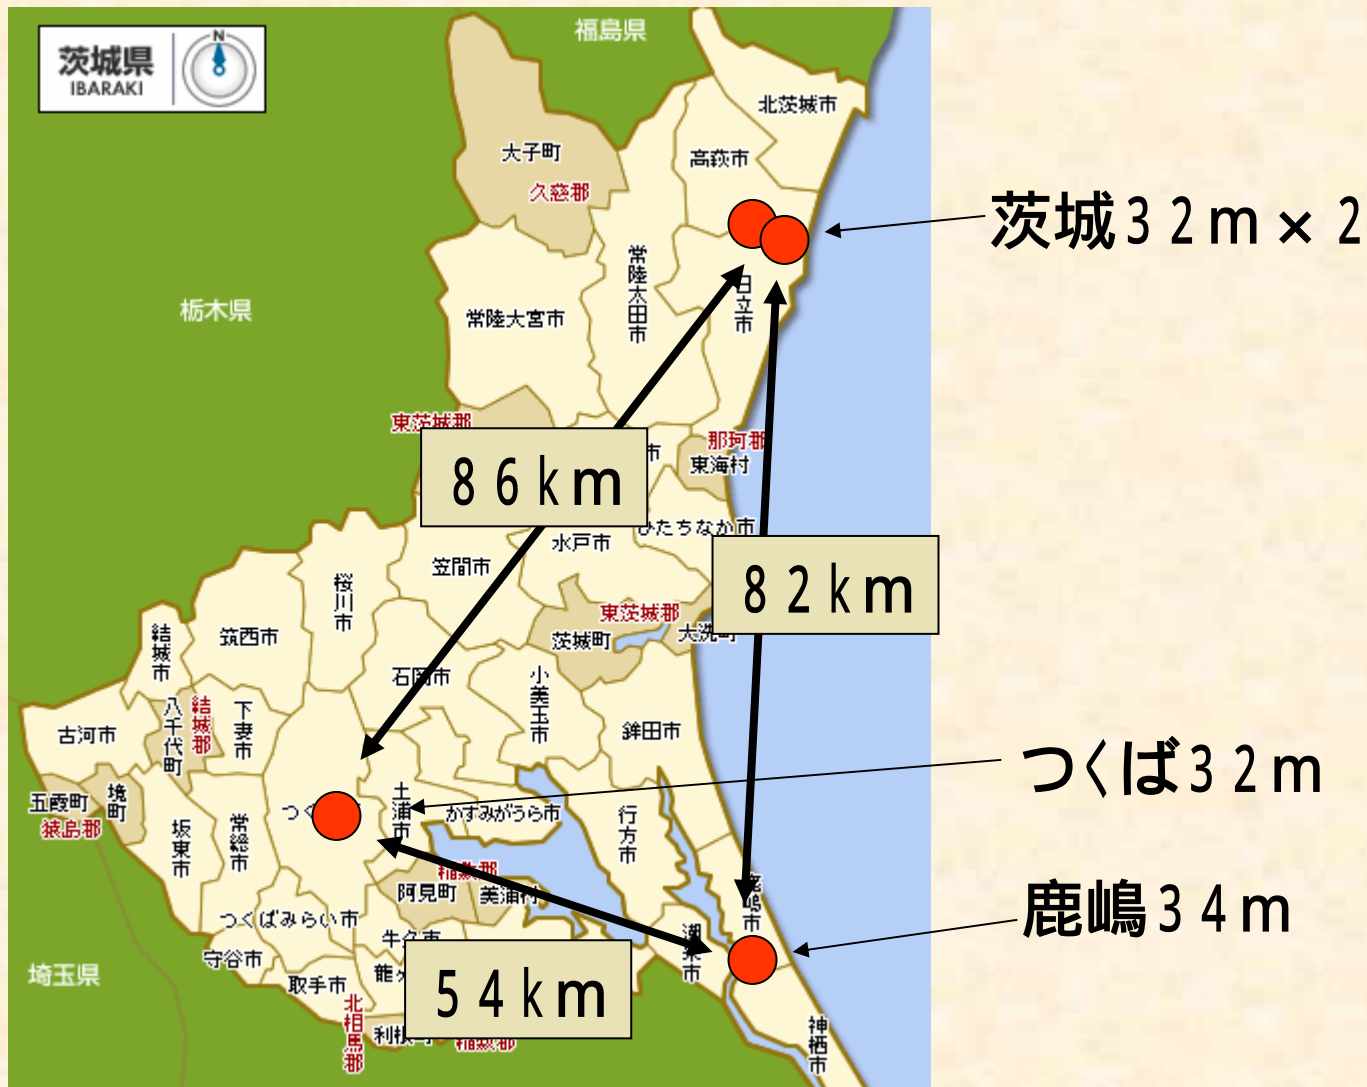 茨城県
IBARAKI
N
福島県
北茨城市
大子町
高萩市
久慈郡
茨城３２ｍ×２
常陸太田市
栃木県
日立市
常陸大宮市
東茨城郡
那珂郡
市
東海村
８６ｋｍ
ひたちなか市
水戸市
笠間市
桜川市
８２ｋｍ
東茨城郡
茨城町
大洗町
筑西市
結城市
石岡市
小美玉市
八千代町
結城郡
下妻市
古河市
鉾田市
つくば３２ｍ
五霞町
境町
猿島郡
坂東市
常総市
つく
土浦市
かすみがうら市
行方市
稲敷郡
阿見町
美浦村
鹿嶋市
鹿嶋３４ｍ
つくばみらい市
牛久市
潮来市
守谷市
取手市
龍ヶ
埼玉県
５４ｋｍ
北相馬郡
利根町
稲敷郡
神栖市